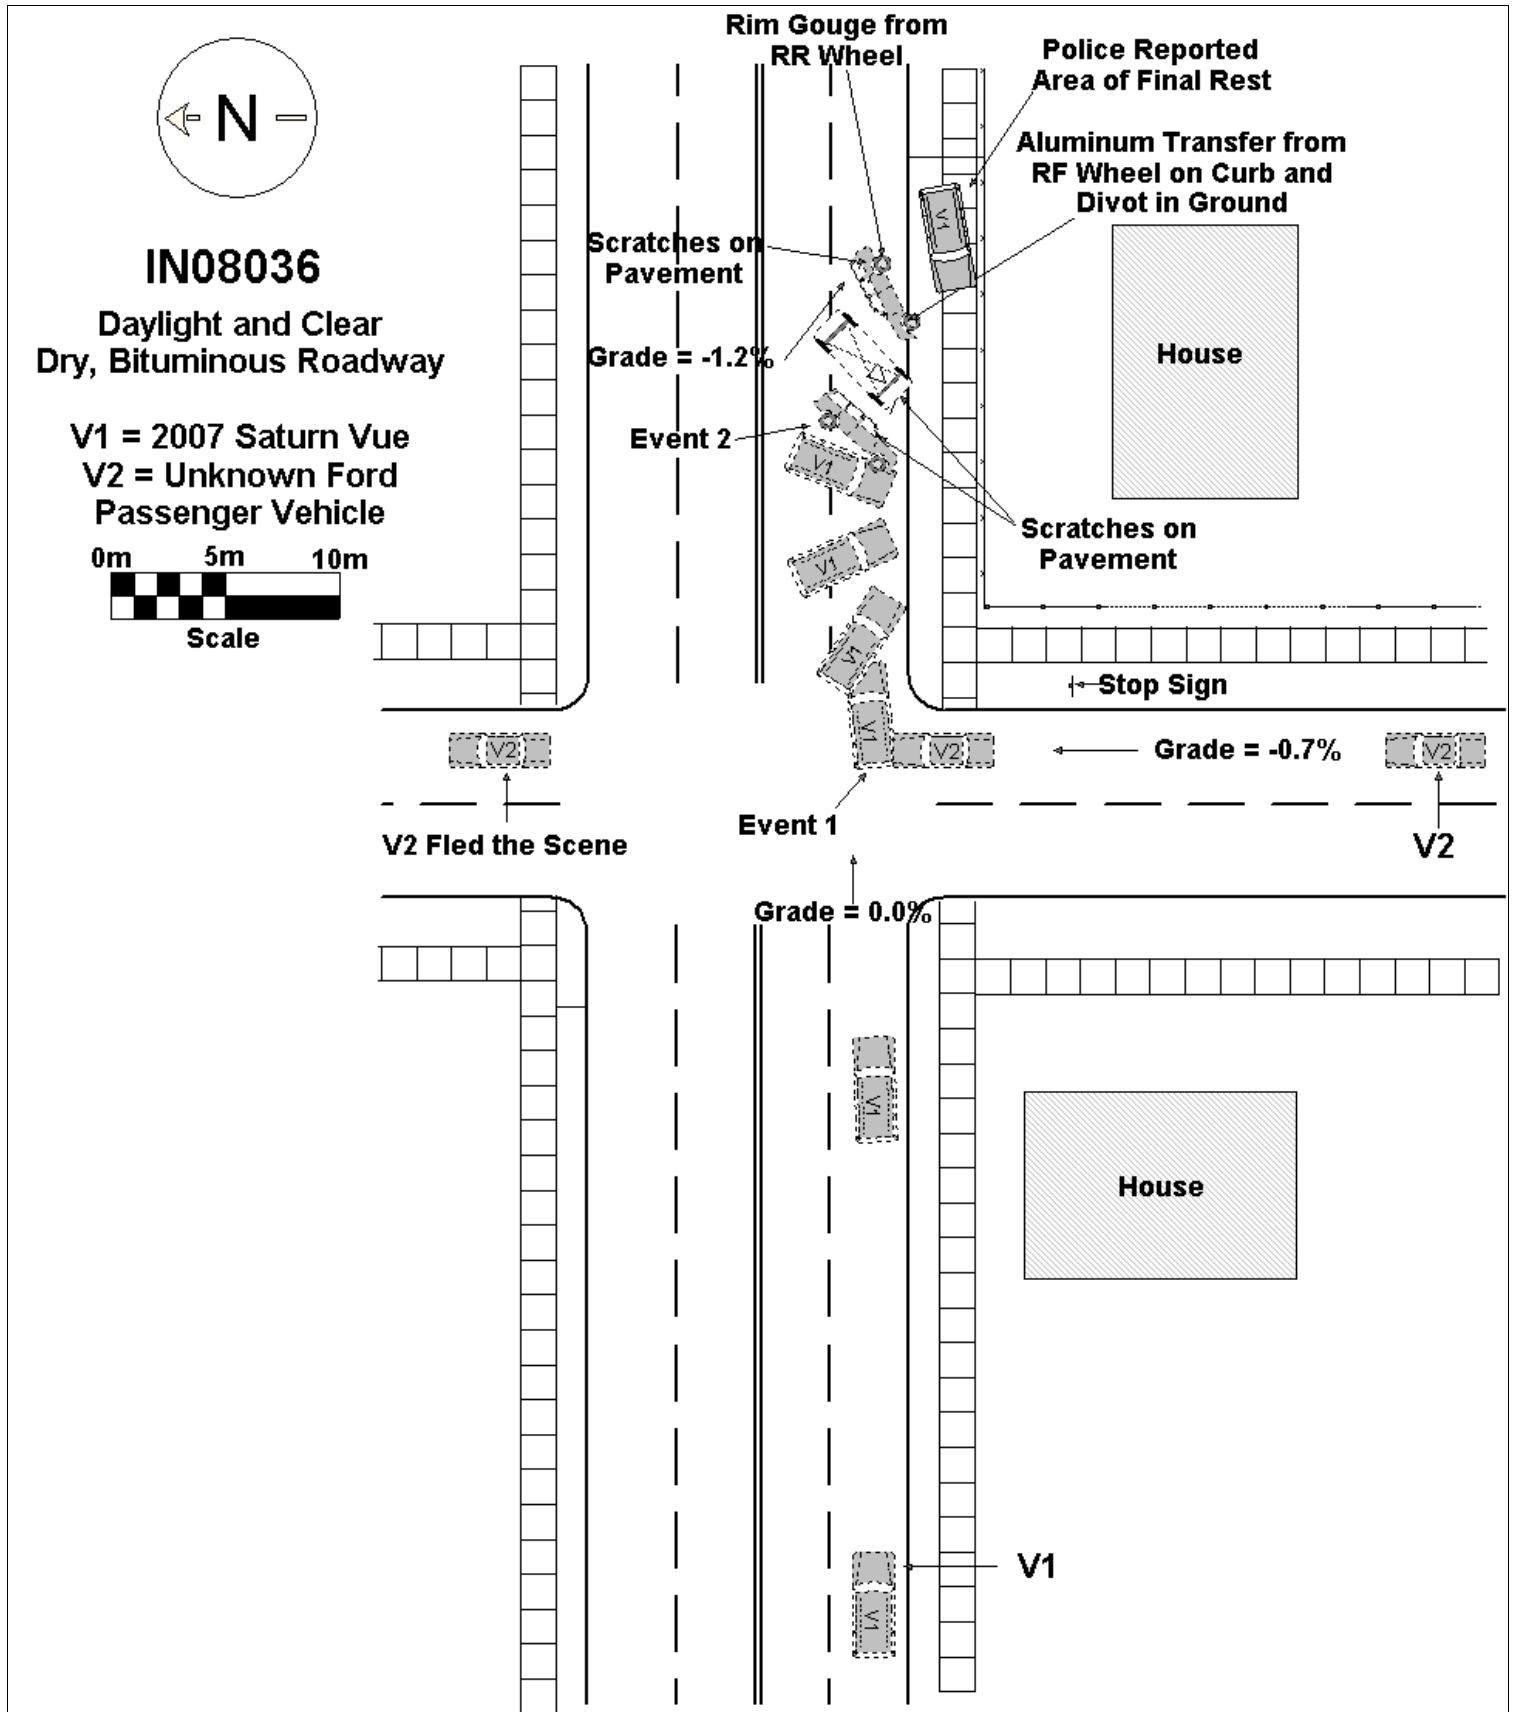 Rim Gouge from
RR Wheel
Police Reported
Area of Final Rest
N
Aluminum Transfer from
RF Wheel on Curb and
Divot in Ground
V1
Scratches on
Pavement
IN08036
Daylight and Clear
Dry, Bituminous Roadway
Grade = -1.2%
House
V1 = 2007 Saturn Vue
V2 = Unknown Ford
Passenger Vehicle
Event 2
V1
0m 5m 10m
Scale
Scratches on
Pavement
V1
V1
Stop Sign
V1
V2
V2
Grade = -0.7%
V2
Event 1
V2 Fled the Scene
V2
Grade = 0.0%
V1
House
V1
V1